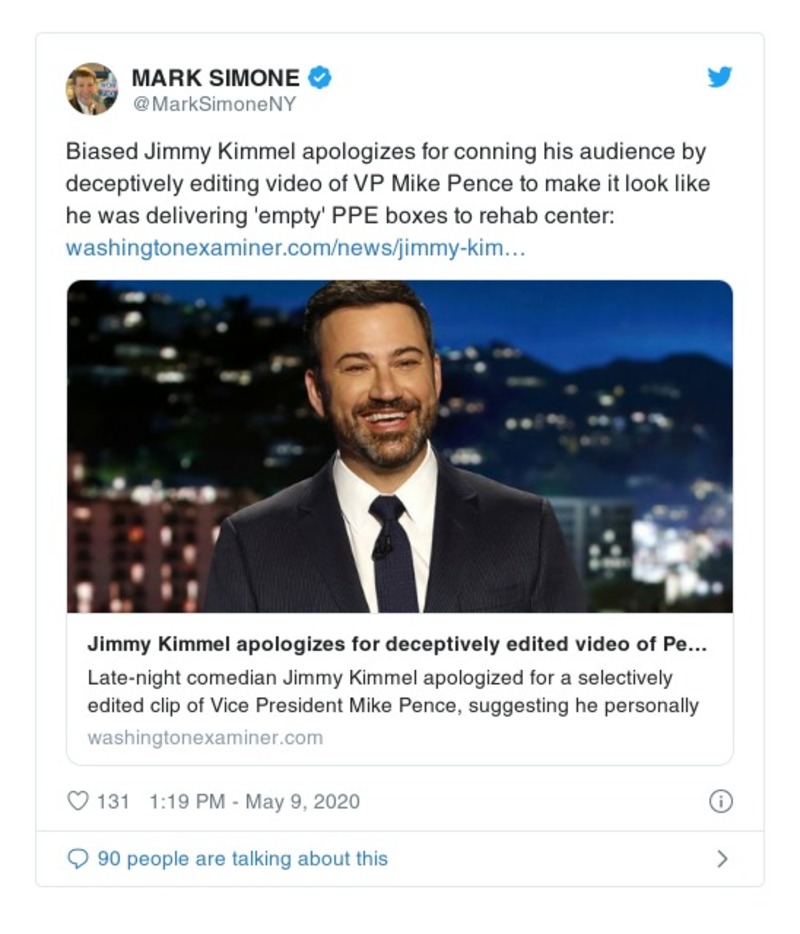 MARK SIMONE
@MarkSimoneNY
Biased Jimmy Kimmel apologizes for conning his audience by
deceptively editing video of VP Mike Pence to make it look like
he was delivering 'empty' PPE boxes to rehab center:
washingtonexaminer.com/news/jimmy-kim…
Jimmy Kimmel apologizes for deceptively edited video of Pe…
Late-night comedian Jimmy Kimmel apologized for a selectively
edited clip of Vice President Mike Pence, suggesting he personally
washingtonexaminer.com
131 1:19 PM - May 9, 2020
90 people are talking about this